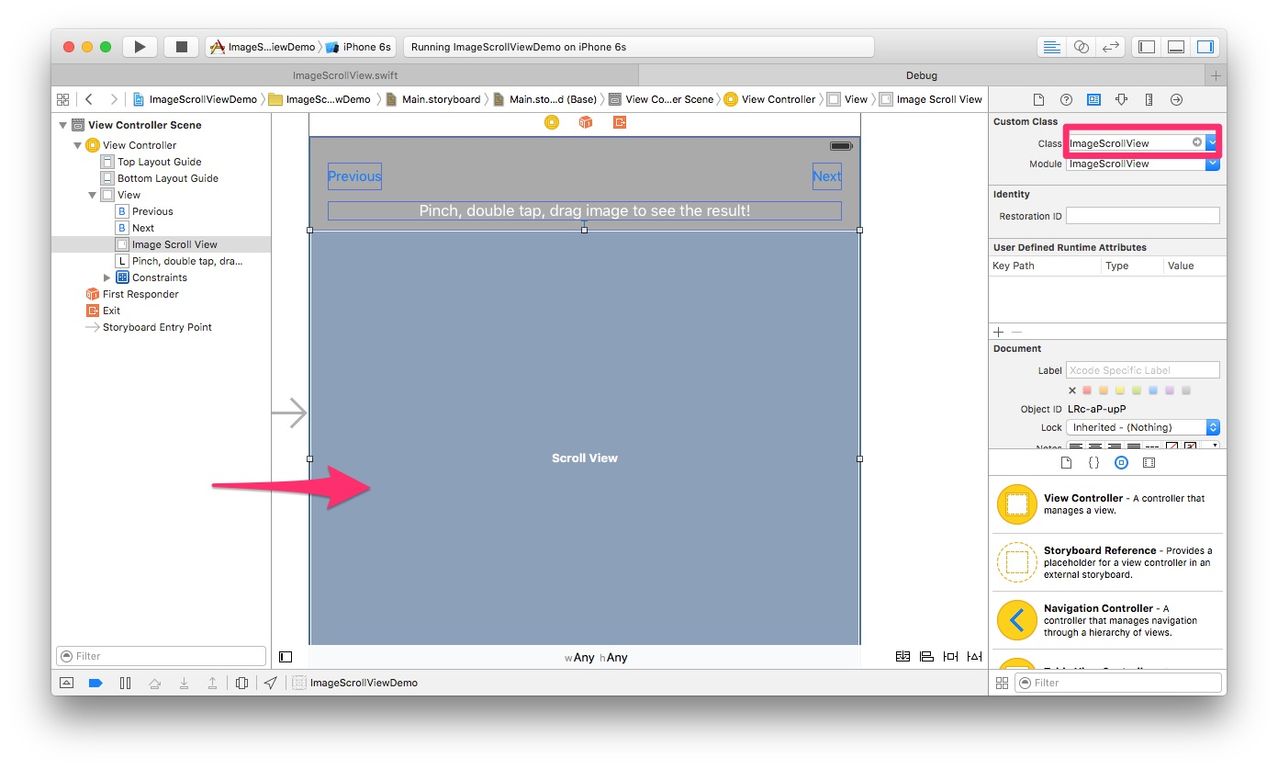 ImageS...iewDemo
iPhone 6s
Running ImageScrollViewDemo on iPhone 6s
ImageScrollView.swift
Debug
ImageScrollViewDemo
ImageSc...wDemo
Main.storyboard
Main.sto...d (Base)
View Co...er Scene
View Controller
View
Image Scroll View
View Controller Scene
View Controller
Top Layout Guide
Bottom Layout Guide
View
B Previous
B Next
Image Scroll View
L Pinch, double tap, dra...
Constraints
First Responder
Exit
Storyboard Entry Point
Filter
Previous
Next
Pinch, double tap, drag image to see the result!
Scroll View
wAny hAny
ImageScrollViewDemo
Custom Class
Class ImageScrollView
Module ImageScrollView
Identity
Restoration ID
User Defined Runtime Attributes
Key Path Type Value
Document
Label Xcode Specific Label
Object ID LRc-aP-upP
Lock Inherited - (Nothing)
View Controller - A controller that
manages a view.
Storyboard Reference - Provides a
placeholder for a view controller in an
external storyboard.
Navigation Controller - A
controller that manages navigation
through a hierarchy of views.
Filter